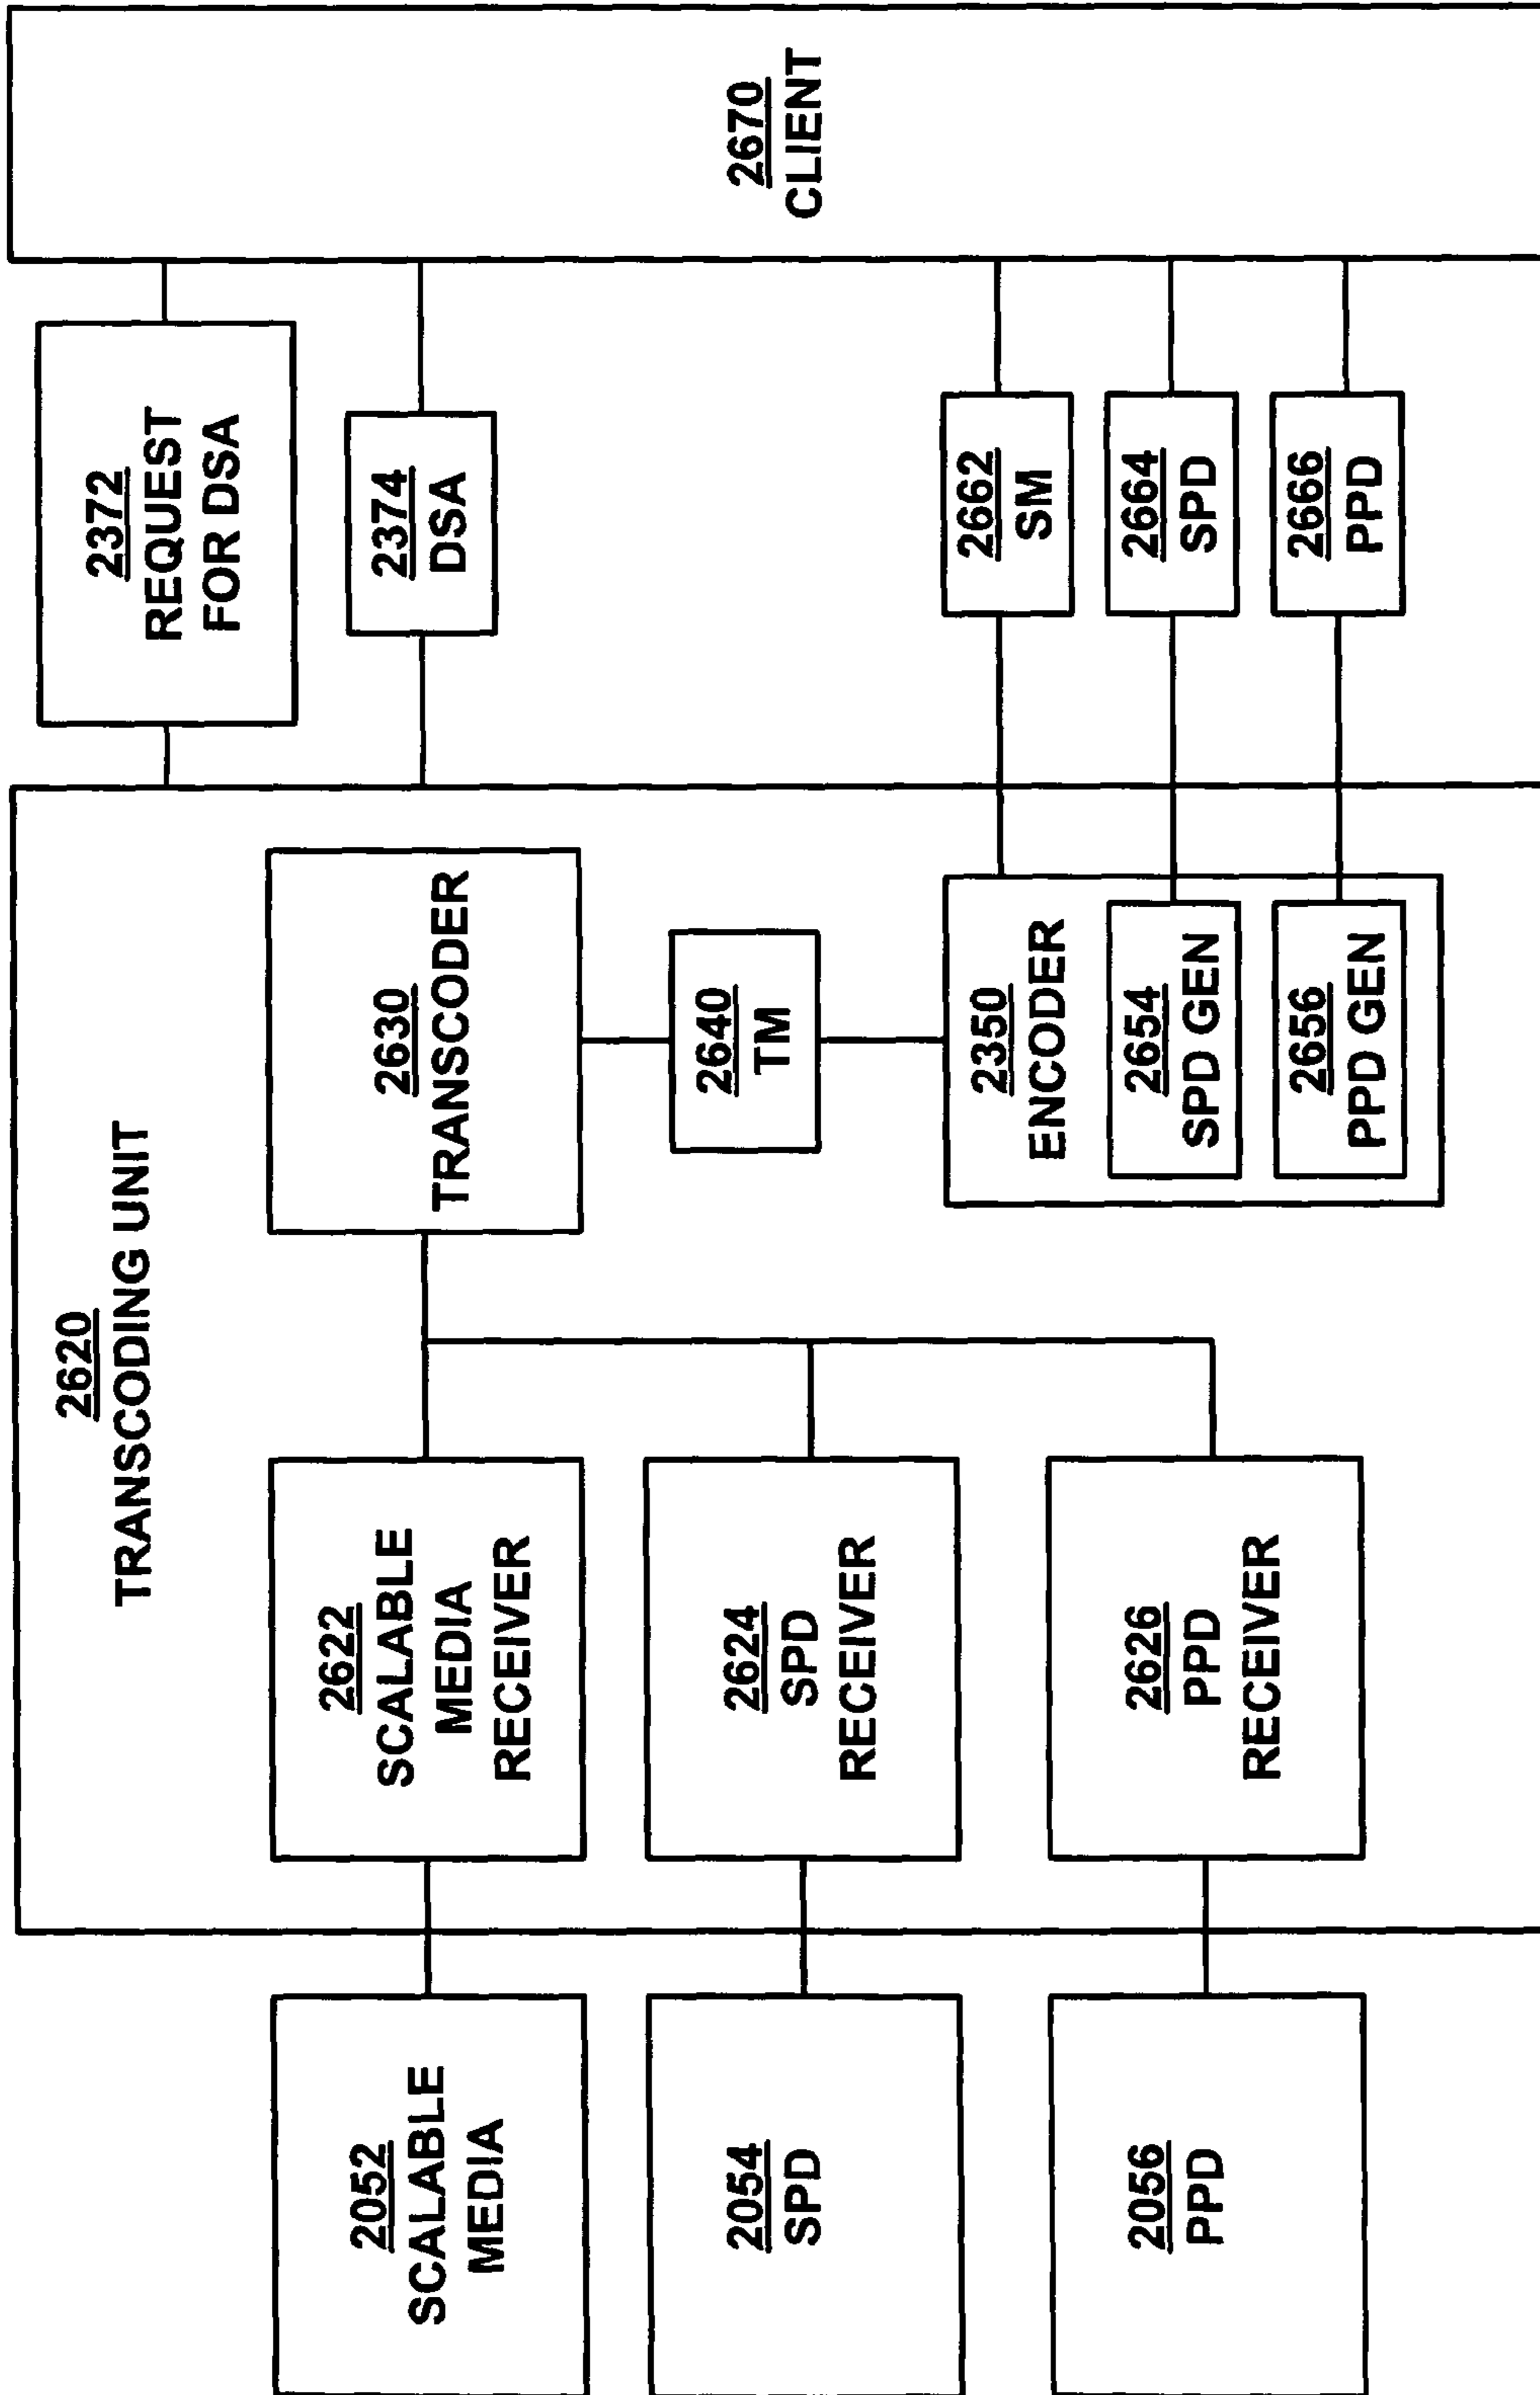 2052
SCALABLE
MEDIA
2054
SPD
2056
PPD
2620
TRANSCODING UNIT
2622
SCALABLE
MEDIA
RECEIVER
2624
SPD
RECEIVER
2626
PPD
RECEIVER
2630
TRANSCODER
2640
TM
2350
ENCODER
2654
SPD GEN
2656
PPD GEN
2372
REQUEST
FOR DSA
2374
DSA
2662
SM
2664
SPD
2666
PPD
2670
CLIENT